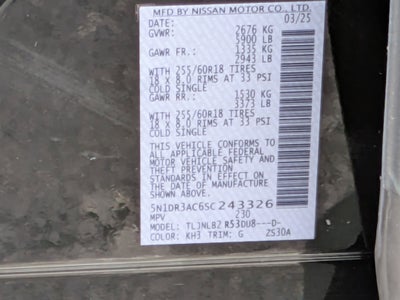 MFD BY NISSAN MOTOR CO., LTD.
DATE: 03/25
GVWR: 2676 KG
5900 LB
GAWR FR.: 1335 KG
2943 LB
WITH 255/60R18 TIRES
18 X 8.0 RIMS AT 33 PSI
COLD SINGLE
GAWR RR.: 1530 KG
3373 LB
WITH 255/60R18 TIRES
18 X 8.0 RIMS AT 33 PSI
COLD SINGLE
THIS VEHICLE CONFORMS TO
ALL APPLICABLE FEDERAL
MOTOR VEHICLE SAFETY AND
THEFT PREVENTION
STANDARDS IN EFFECT ON
THE DATE OF MANUFACTURE
SHOWN ABOVE.
5N1DR3AC6SC243326
MPV 230
MODEL: TLJNLB2 R53DU8---D-
COLOR: KH3 TRIM: G ZS3DA